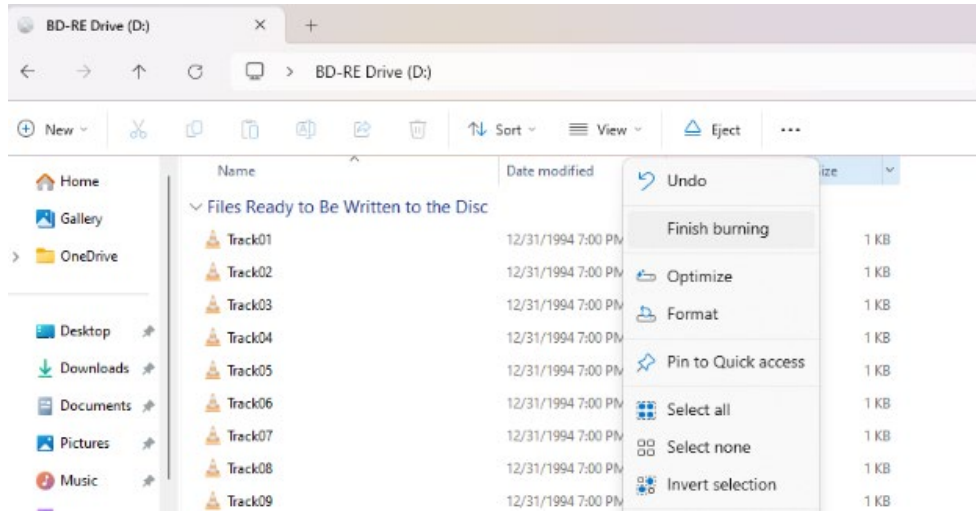 BD-RE Drive (D:)
BD-RE Drive (D:)
New Sort View Eject
Name Date modified ize
Home
Gallery
OneDrive
Desktop
Downloads
Documents
Pictures
Music
Files Ready to Be Written to the Disc
Track01 12/31/1994 7:00 PM 1 KB
Track02 12/31/1994 7:00 PM 1 KB
Track03 12/31/1994 7:00 PM 1 KB
Track04 12/31/1994 7:00 PM 1 KB
Track05 12/31/1994 7:00 PM 1 KB
Track06 12/31/1994 7:00 PM 1 KB
Track07 12/31/1994 7:00 PM 1 KB
Track08 12/31/1994 7:00 PM 1 KB
Track09 12/31/1994 7:00 PM 1 KB
Undo
Finish burning
Optimize
Format
Pin to Quick access
Select all
Select none
Invert selection